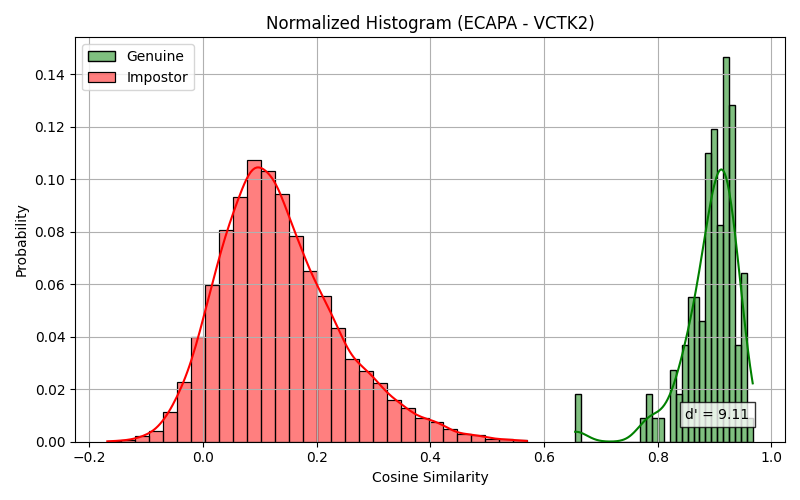 Normalized Histogram (ECAPA - VCTK2)
Genuine
Impostor
Probability
0.14
0.12
0.10
0.08
0.06
0.04
0.02
0.00
d' = 9.11
−0.2 0.0 0.2 0.4 0.6 0.8 1.0
Cosine Similarity